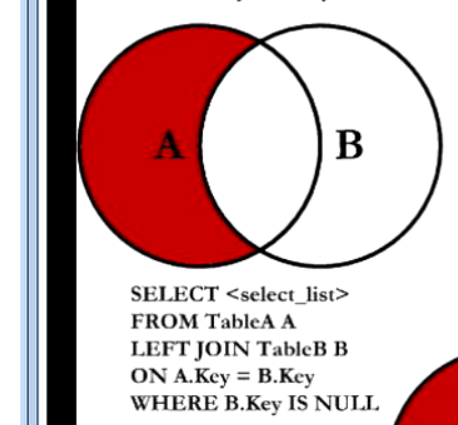 A
B
SELECT <select_list>
FROM TableA A
LEFT JOIN TableB B
ON A.Key = B.Key
WHERE B.Key IS NULL